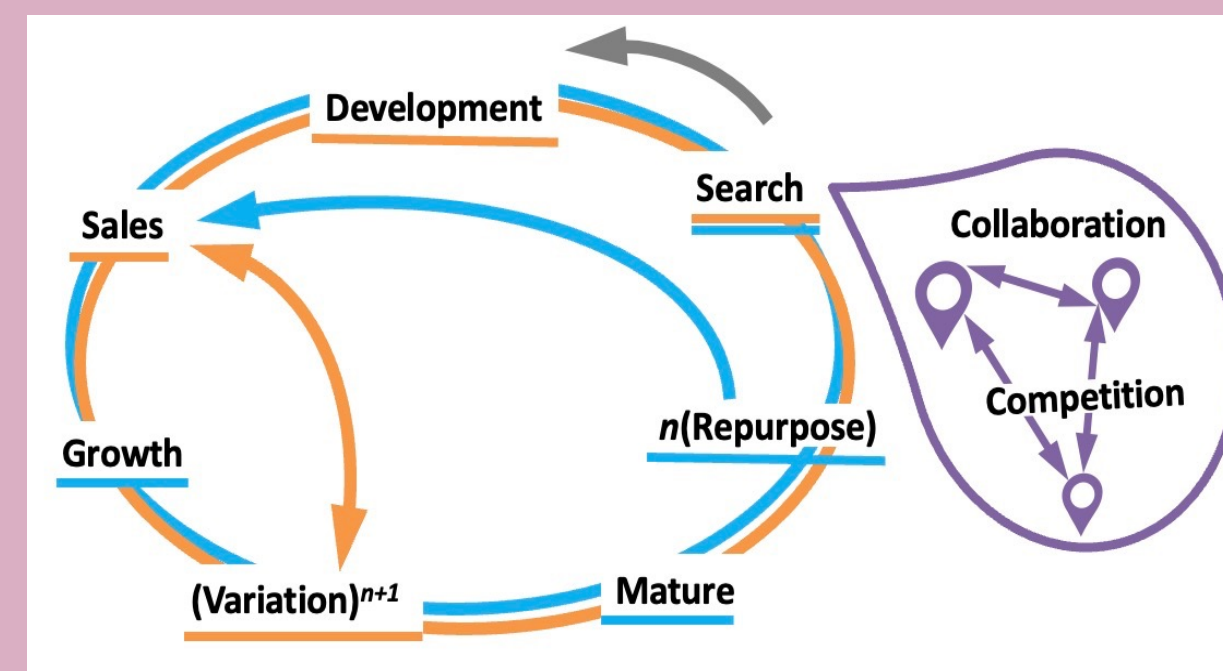 Development
Search
Sales
Collaboration
Competition
n(Repurpose)
Growth
(Variation)ⁿ⁺¹
Mature